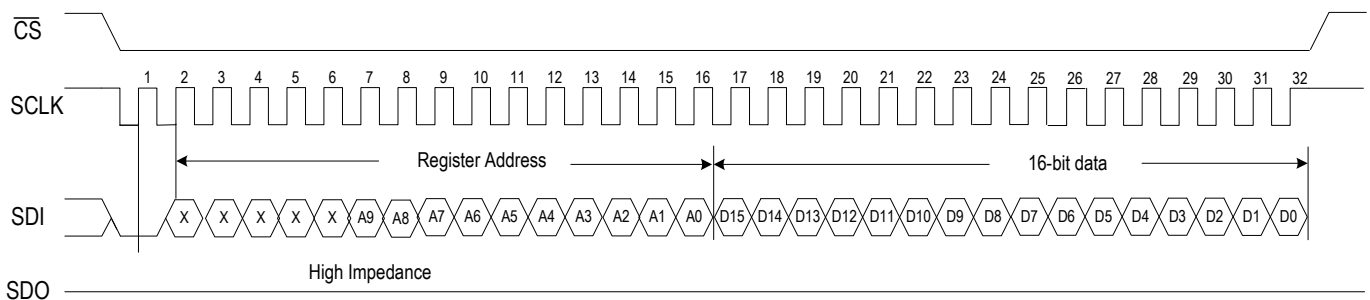 CS
SCLK 1 2 3 4 5 6 7 8 9 10 11 12 13 14 15 16 17 18 19 20 21 22 23 24 25 26 27 28 29 30 31 32
Register Address 16-bit data
SDI X X X X X A9 A8 A7 A6 A5 A4 A3 A2 A1 A0 D15 D14 D13 D12 D11 D10 D9 D8 D7 D6 D5 D4 D3 D2 D1 D0
High Impedance
SDO